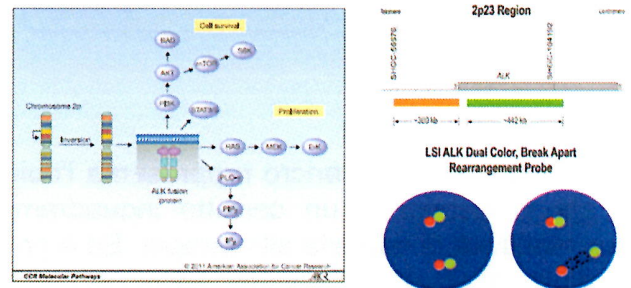 Cell survival
BAD
AKT
mTOR
S6K
PI3K
STAT3/5
Proliferation
Chromosome 2p
Inversion
RAS
MEK
ErK
ALK fusion
protein
PLC-γ
PIP₂
IP₃
© 2011 American Association for Cancer Research
CCR Molecular Pathways
AACR
2p23 Region
Telomere
Centromere
ALK
~442 kb
LSI ALK Dual Color, Break Apart
Rearrangement Probe